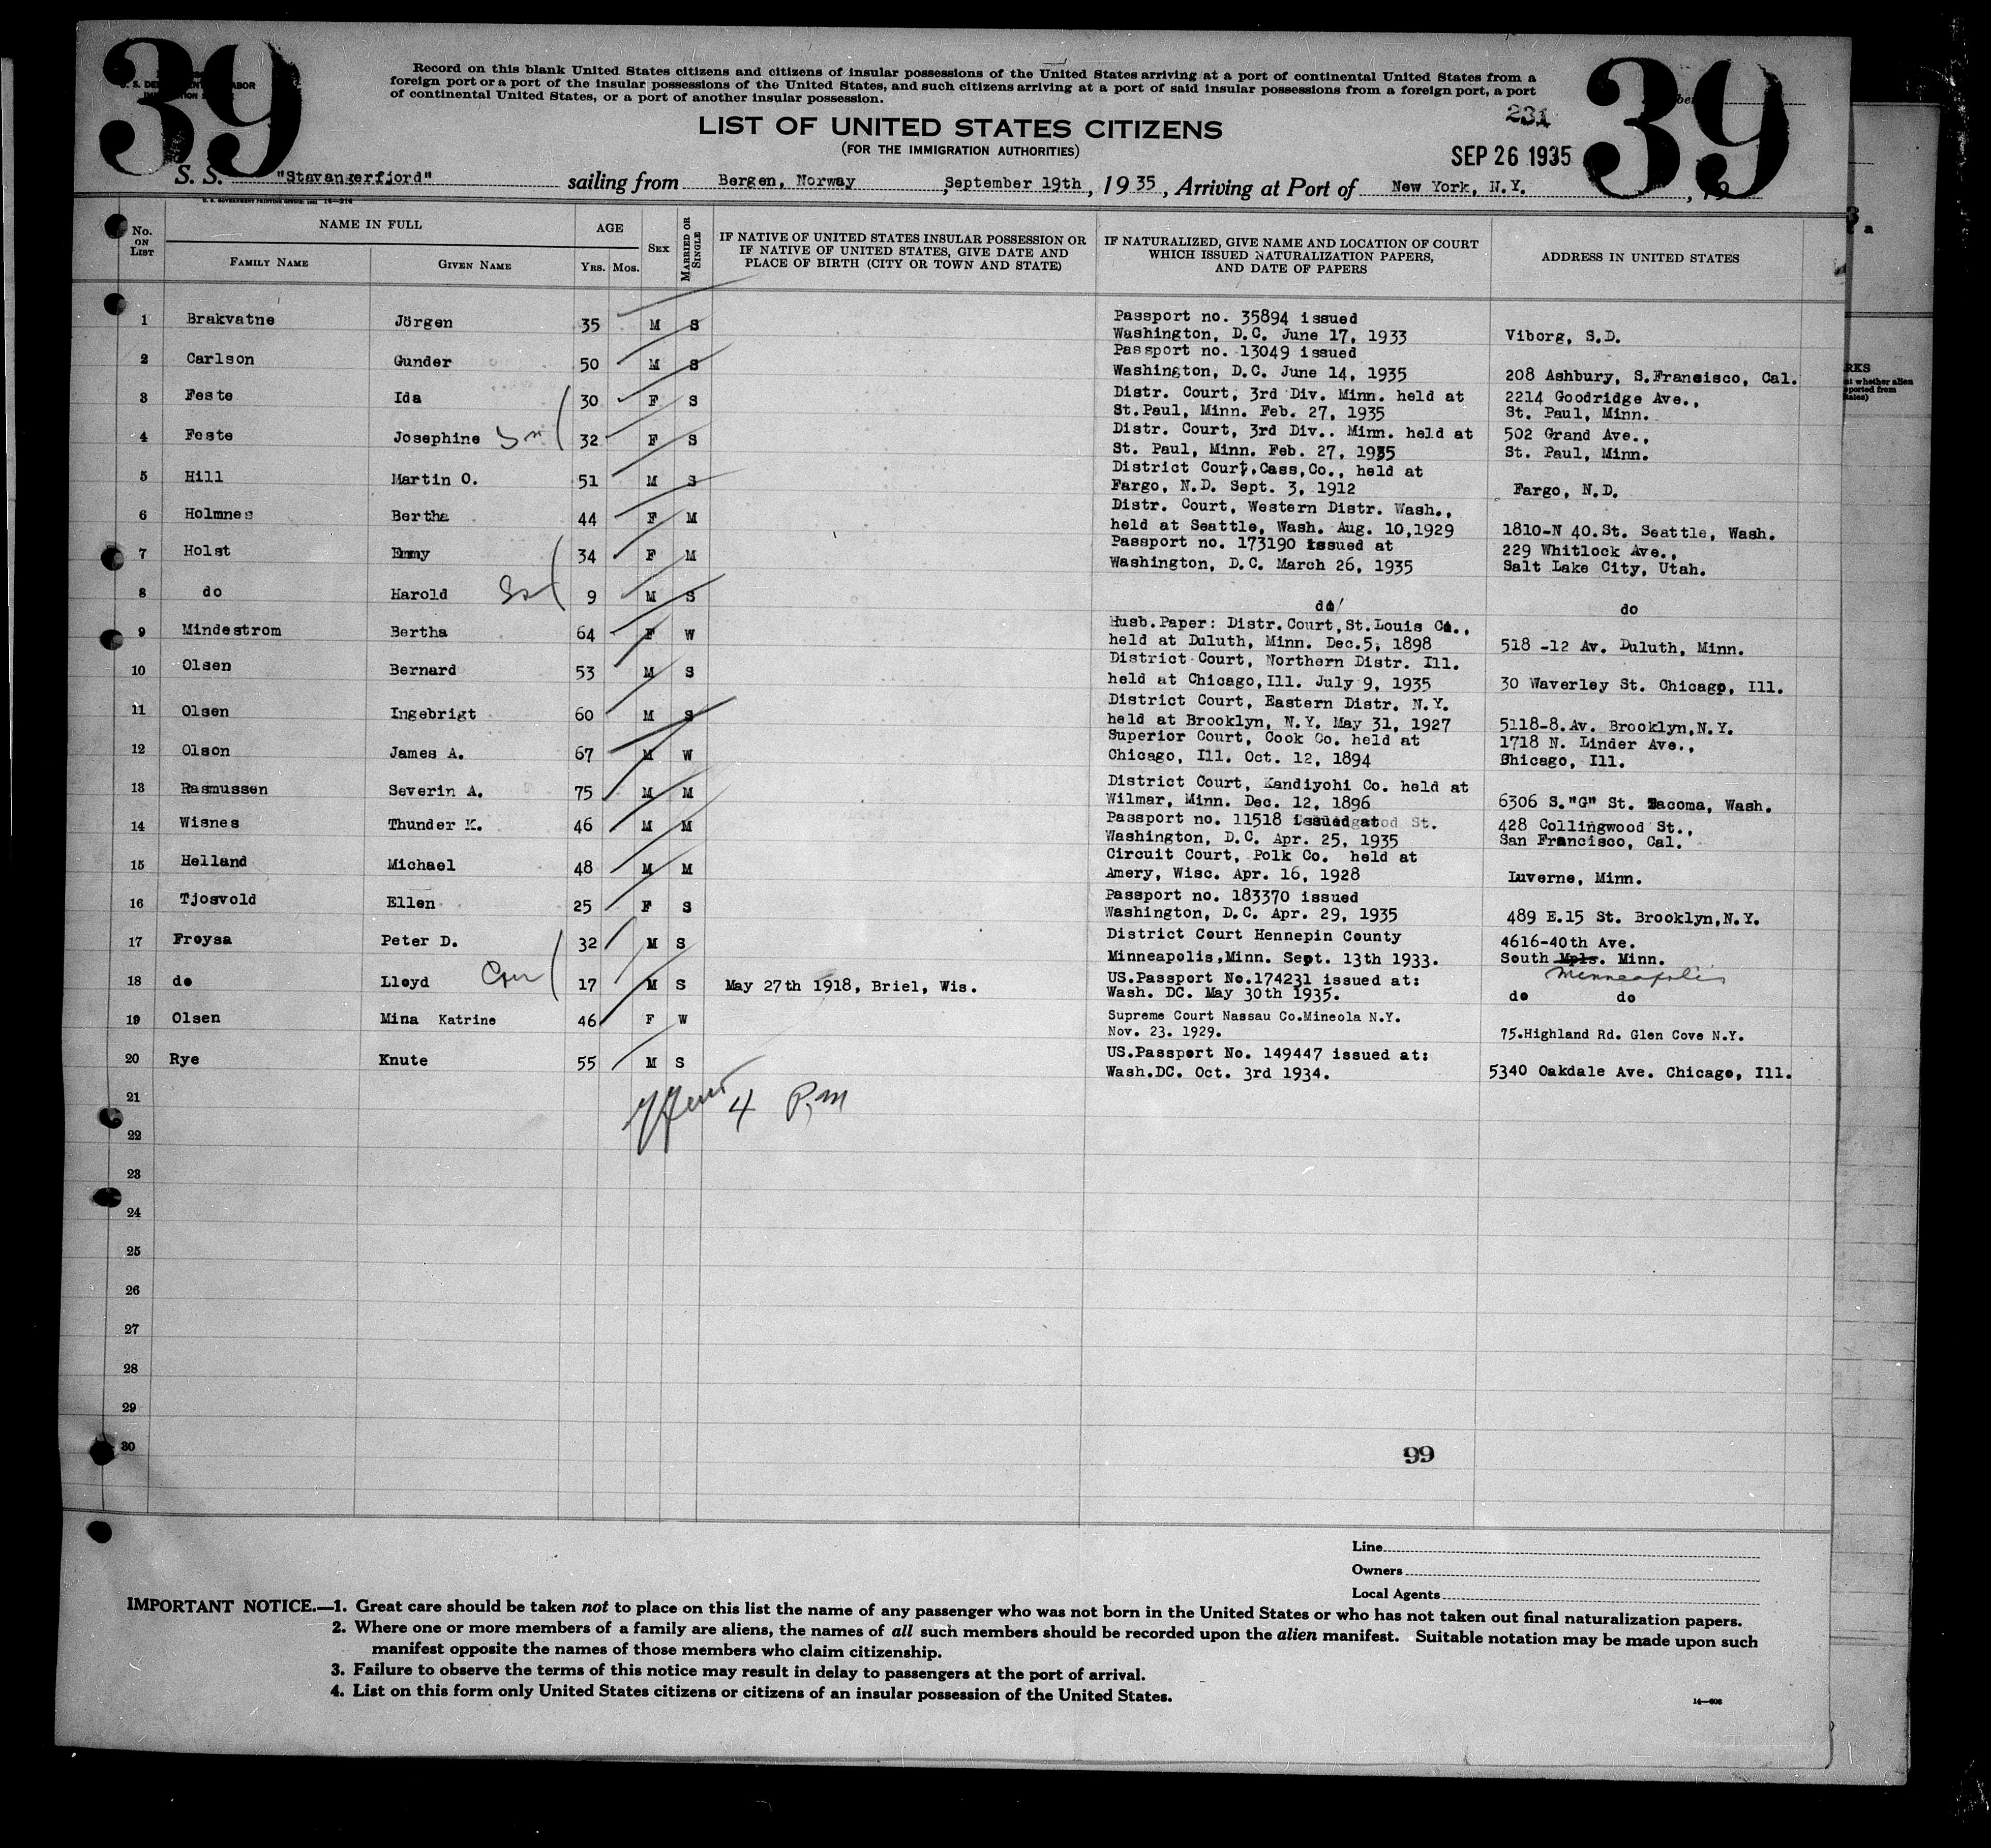 39
39
Record on this blank United States citizens and citizens of insular possessions of the United States arriving at a port of continental United States from a
foreign port or a port of the insular possessions of the United States, and such citizens arriving at a port of said insular possessions from a foreign port, a port
of continental United States, or a port of another insular possession.
231
LIST OF UNITED STATES CITIZENS
(FOR THE IMMIGRATION AUTHORITIES)
SEP 26 1935
S. S. "Stavangerfjord" sailing from Bergen, Norway , September 19th , 1935 , Arriving at Port of New York, N.Y. , 19
No. ON LIST
NAME IN FULL
FAMILY NAME
GIVEN NAME
AGE
YRS. MOS.
SEX
MARRIED OR SINGLE
IF NATIVE OF UNITED STATES INSULAR POSSESSION OR
IF NATIVE OF UNITED STATES, GIVE DATE AND
PLACE OF BIRTH (CITY OR TOWN AND STATE)
IF NATURALIZED, GIVE NAME AND LOCATION OF COURT
WHICH ISSUED NATURALIZATION PAPERS,
AND DATE OF PAPERS
ADDRESS IN UNITED STATES
1 Brakvatne Jörgen 35 M S Passport no. 35894 issued
Washington, D.C. June 17, 1933 Viborg, S.D.
2 Carlson Gunder 50 M S Passport no. 13049 issued
Washington, D.C. June 14, 1935 208 Ashbury, S.Fransisco, Cal.
3 Feste Ida 30 F S Distr. Court, 3rd Div. Minn. held at 2214 Goodridge Ave.,
St.Paul, Minn. Feb. 27, 1935 St. Paul, Minn.
4 Feste Josephine 32 F S Distr. Court, 3rd Div.. Minn. held at 502 Grand Ave.,
St. Paul, Minn. Feb. 27, 1935 St. Paul, Minn.
5 Hill Martin O. 51 M S District Court, Cass,Co., held at
Fargo, N.D. Sept. 3, 1912 Fargo, N.D.
6 Holmnes Bertha 44 F M Distr. Court, Western Distr. Wash.,
held at Seattle, Wash. Aug. 10,1929 1810-N 40.St. Seattle, Wash.
7 Holst Emmy 34 F M Passport no. 173190 issued at 229 Whitlock Ave.,
Washington, D.C. March 26, 1935 Salt Lake City, Utah.
8 do Harold 9 M S do do
9 Mindestrom Bertha 64 F W Husb.Paper: Distr.Court,St.Louis Co.,
held at Duluth, Minn. Dec.5, 1898 518 -12 Av. Duluth, Minn.
10 Olsen Bernard 53 M S District Court, Northern Distr. Ill.
held at Chicago,Ill. July 9, 1935 30 Waverley St. Chicago, Ill.
11 Olsen Ingebrigt 60 M S District Court, Eastern Distr. N.Y.
held at Brooklyn, N.Y. May 31, 1927 5118-8.Av. Brooklyn,N.Y.
12 Olson James A. 67 M W Superior Court, Cook Co. held at 1718 N. Linder Ave.,
Chicago, Ill. Oct. 12, 1894 Chicago, Ill.
13 Rasmussen Severin A. 75 M M District Court, Kandiyohi Co. held at
Wilmar, Minn. Dec. 12, 1896 6306 S."G" St. Tacoma, Wash.
14 Wisnes Thunder K. 46 M M Passport no. 11518 issued at 428 Collingwood St.,
Washington, D.C. Apr. 25, 1935 San Francisco, Cal.
15 Helland Michael 48 M M Circuit Court, Polk Co. held at
Amery, Wisc. Apr. 16, 1928 Luverne, Minn.
16 Tjosvold Ellen 25 F S Passport no. 183370 issued
Washington, D.C. Apr. 29, 1935 489 E.15 St. Brooklyn,N.Y.
17 Froysa Peter D. 32 M S District Court Hennepin County 4616-40th Ave.
Minneapolis,Minn. Sept. 13th 1933. South Mpls. Minn.
Minneapolis
18 do Lloyd 17 M S May 27th 1918, Briel, Wis. US.Passport No.174231 issued at:
Wash. DC. May 30th 1935. do do
19 Olsen Mina Katrine 46 F W Supreme Court Nassau Co.Mineola N.Y.
Nov. 23. 1929. 75.Highland Rd. Glen Cove N.Y.
20 Rye Knute 55 M S US.Passport No. 149447 issued at:
Wash.DC. Oct. 3rd 1934. 5340 Oakdale Ave. Chicago, Ill.
21
4 P.m
22
23
24
25
26
27
28
29
30
99
Line
Owners
Local Agents
IMPORTANT NOTICE.—1. Great care should be taken not to place on this list the name of any passenger who was not born in the United States or who has not taken out final naturalization papers.
2. Where one or more members of a family are aliens, the names of all such members should be recorded upon the alien manifest. Suitable notation may be made upon such
manifest opposite the names of those members who claim citizenship.
3. Failure to observe the terms of this notice may result in delay to passengers at the port of arrival.
4. List on this form only United States citizens or citizens of an insular possession of the United States.
14—606